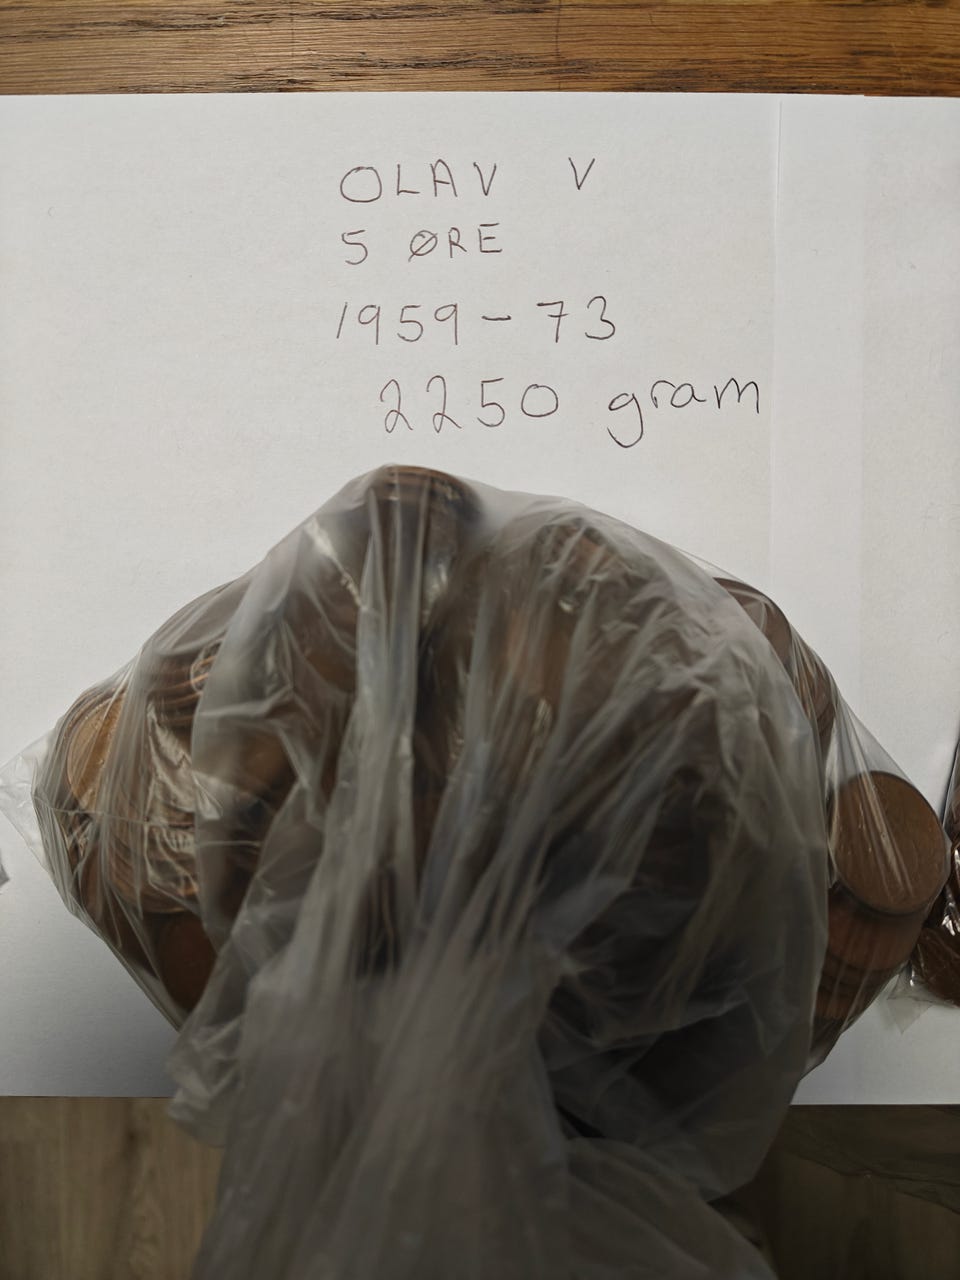 OLAV V
5 ØRE
1959-73
2250 gram